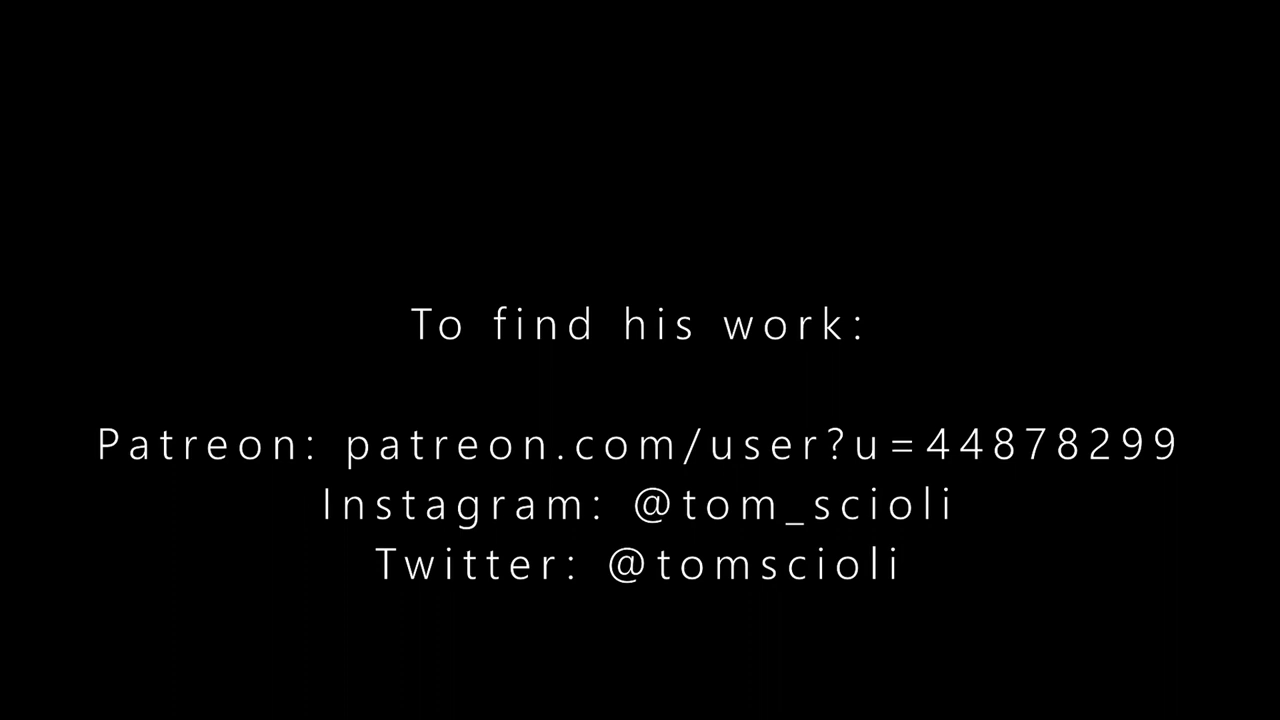 To find his work:
Patreon: patreon.com/user?u=44878299
Instagram: @tom_scioli
Twitter: @tomscioli